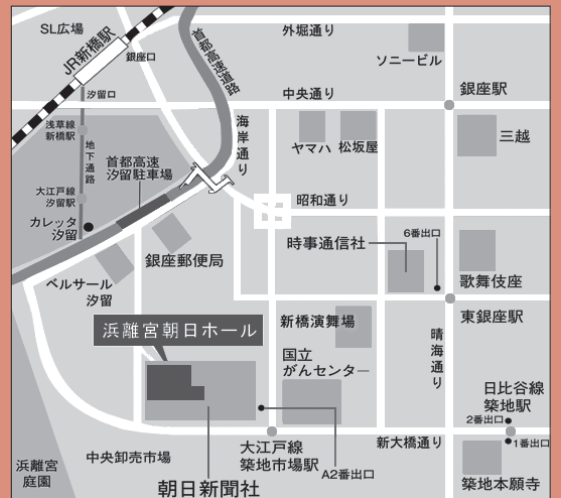 SL広場
JR新橋駅
銀座口
汐留口
首都高速道路
外堀通り
ソニービル
中央通り
銀座駅
浅草線
新橋駅
地下通路
海岸通り
ヤマハ
松坂屋
三越
首都高速
汐留駐車場
大江戸線
汐留駅
カレッタ
汐留
昭和通り
時事通信社
6番出口
銀座郵便局
歌舞伎座
ベルサール
汐留
東銀座駅
浜離宮朝日ホール
新橋演舞場
晴海通り
国立
がんセンター
日比谷線
築地駅
2番出口
1番出口
大江戸線
築地市場駅
新大橋通り
A2番出口
中央卸売市場
浜離宮
庭園
朝日新聞社
築地本願寺